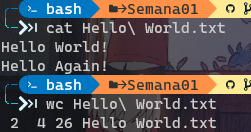 >_ bash Semana01
cat Hello\ World.txt
Hello World!
Hello Again!
>_ bash Semana01
wc Hello\ World.txt
2 4 26 Hello World.txt